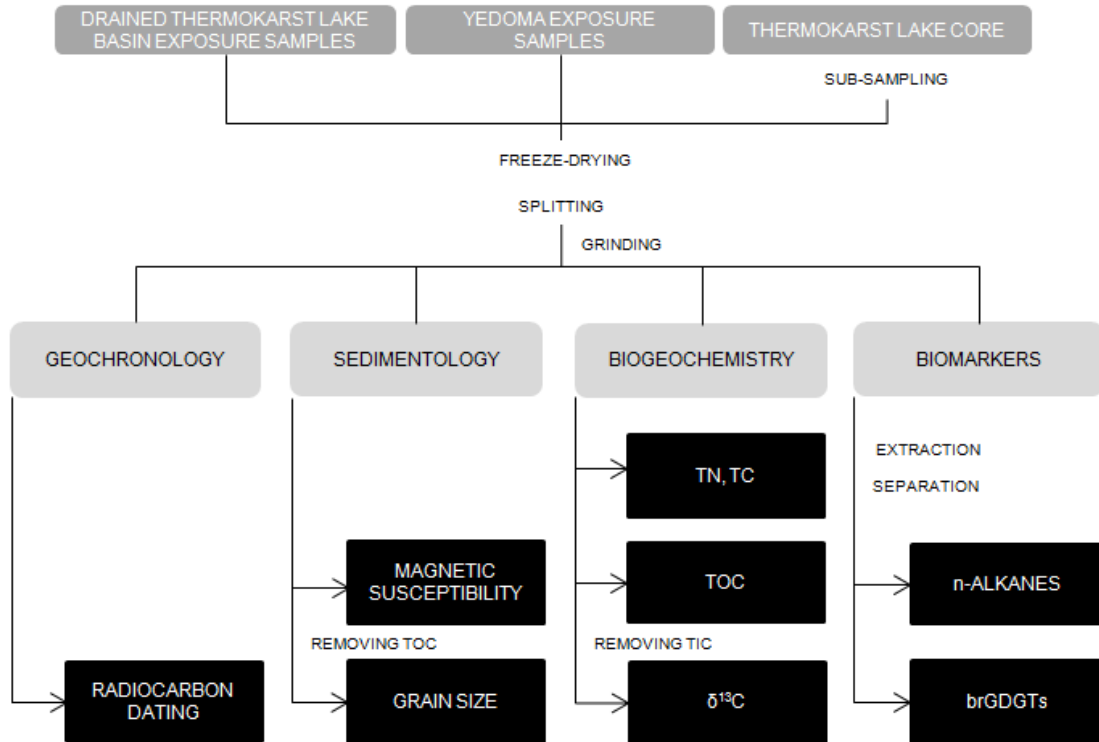 DRAINED THERMOKARST LAKE
BASIN EXPOSURE SAMPLES
YEDOMA EXPOSURE
SAMPLES
THERMOKARST LAKE CORE
SUB-SAMPLING
FREEZE-DRYING
SPLITTING
GRINDING
GEOCHRONOLOGY
SEDIMENTOLOGY
BIOGEOCHEMISTRY
BIOMARKERS
RADIOCARBON
DATING
MAGNETIC
SUSCEPTIBILITY
REMOVING TOC
GRAIN SIZE
TN, TC
TOC
REMOVING TIC
δ¹³C
EXTRACTION
SEPARATION
n-ALKANES
brGDGTs